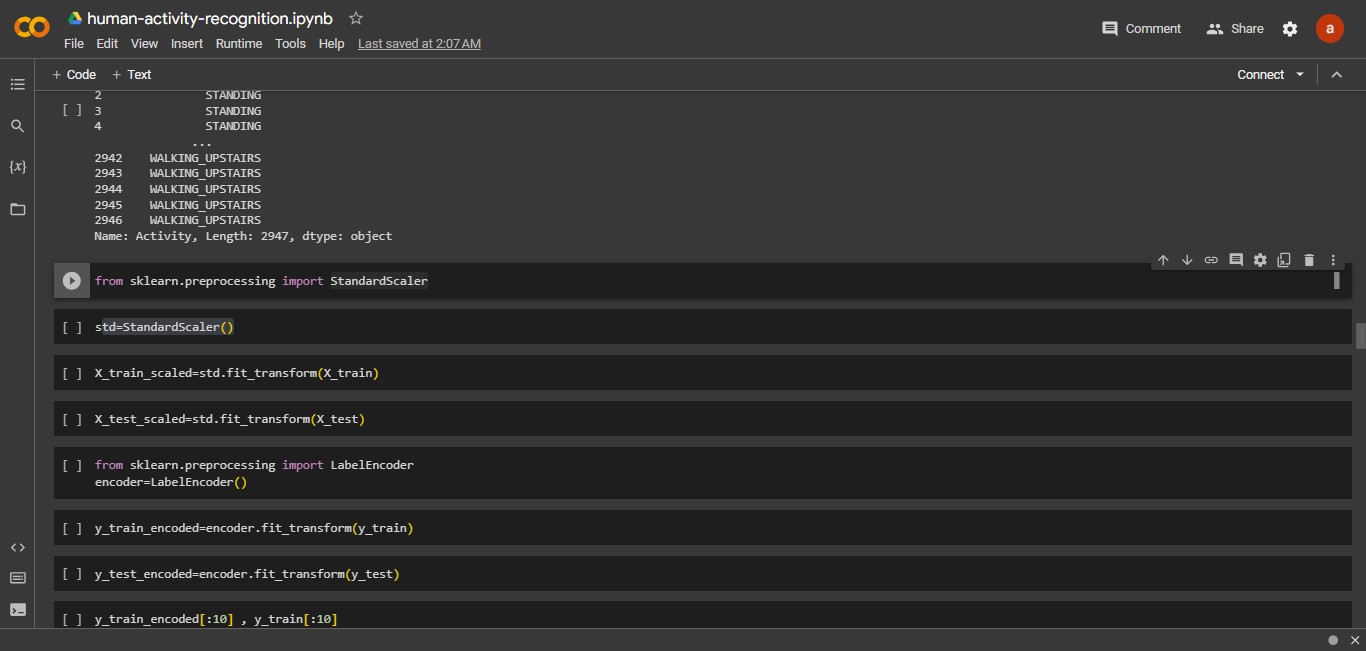 human-activity-recognition.ipynb
File Edit View Insert Runtime Tools Help Last saved at 2:07 AM
Comment
Share
a
+ Code + Text
Connect
2 STANDING
[ ] 3 STANDING
4 STANDING
...
2942 WALKING_UPSTAIRS
2943 WALKING_UPSTAIRS
2944 WALKING_UPSTAIRS
2945 WALKING_UPSTAIRS
2946 WALKING_UPSTAIRS
Name: Activity, Length: 2947, dtype: object
from sklearn.preprocessing import StandardScaler
[ ] std=StandardScaler()
[ ] X_train_scaled=std.fit_transform(X_train)
[ ] X_test_scaled=std.fit_transform(X_test)
[ ] from sklearn.preprocessing import LabelEncoder
encoder=LabelEncoder()
[ ] y_train_encoded=encoder.fit_transform(y_train)
[ ] y_test_encoded=encoder.fit_transform(y_test)
[ ] y_train_encoded[:10] , y_train[:10]
{x}